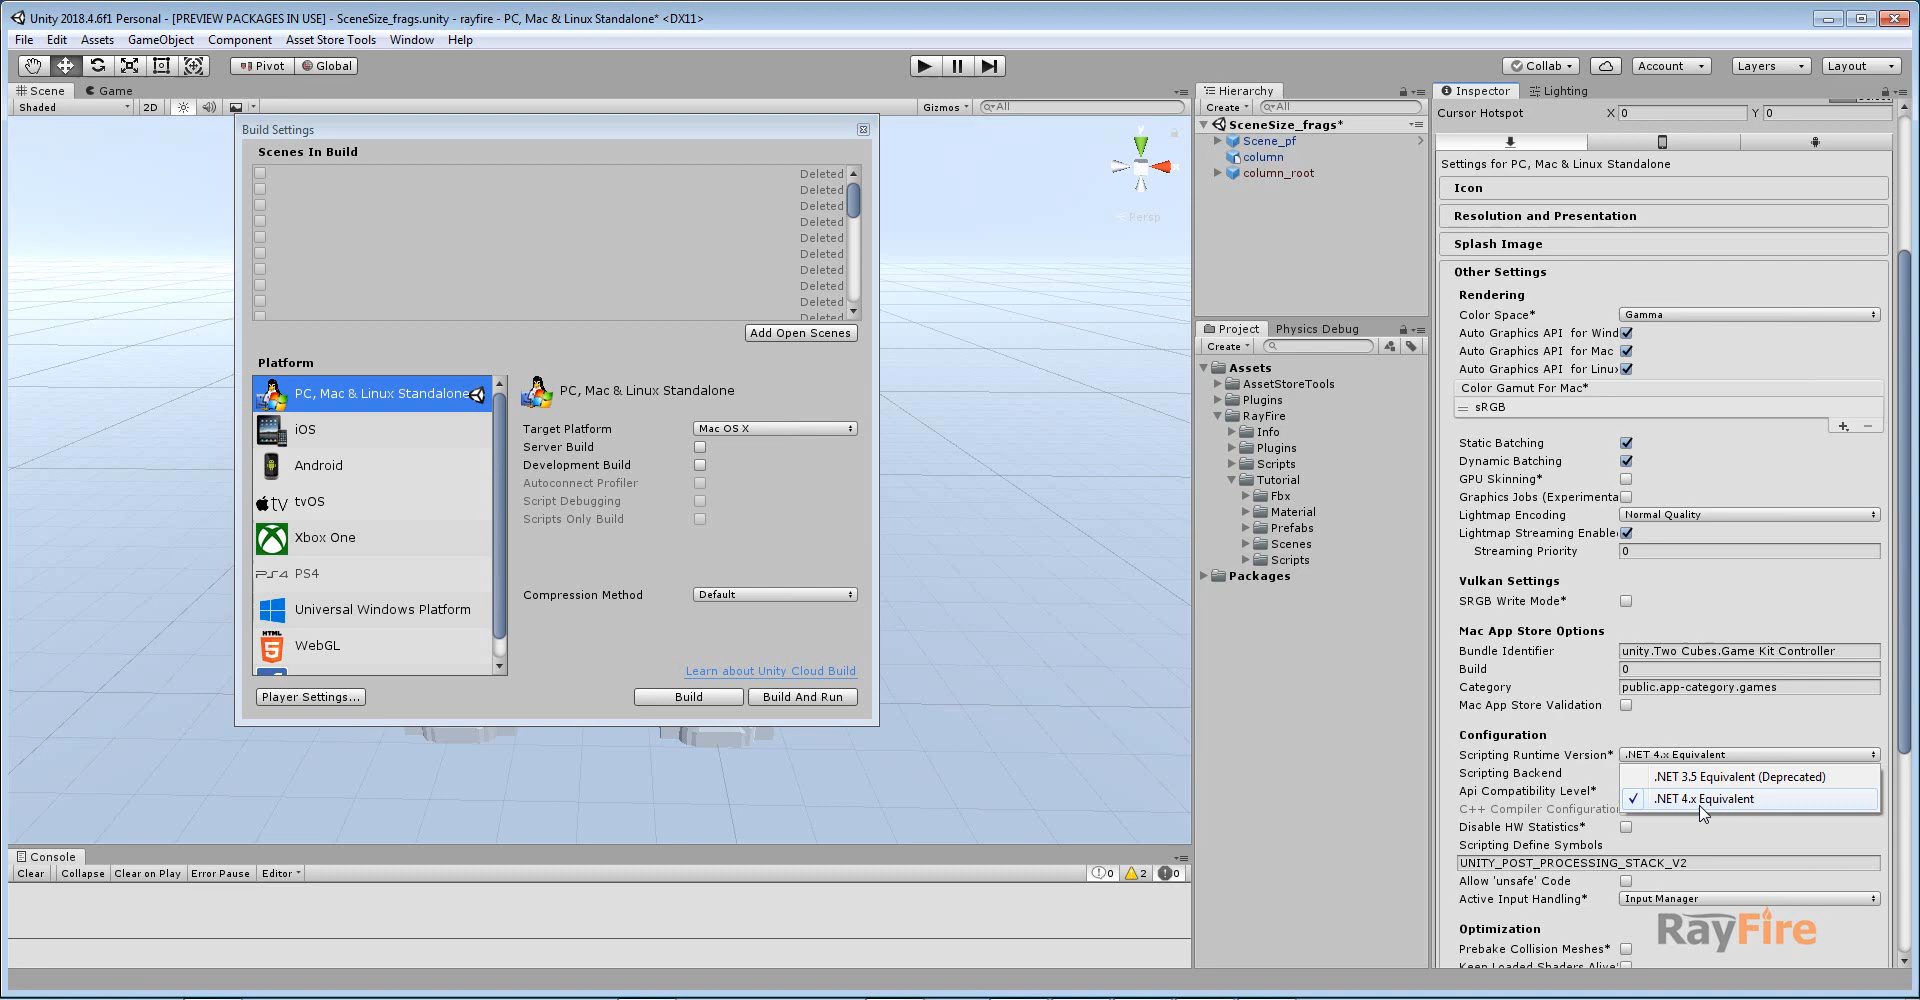 Unity 2018.4.6f1 Personal - [PREVIEW PACKAGES IN USE] - SceneSize_frags.unity - rayfire - PC, Mac & Linux Standalone* <DX11>
File Edit Assets GameObject Component Asset Store Tools Window Help
Pivot Global Collab Account Layers Layout
Scene Game
Shaded 2D Gizmos All
Build Settings
Scenes In Build
Deleted
Deleted
Deleted
Deleted
Deleted
Deleted
Deleted
Deleted
Deleted
Deleted
Add Open Scenes
Platform
PC, Mac & Linux Standalone
iOS
Android
tv tvOS
Xbox One
PS4 PS4
Universal Windows Platform
HTML 5 WebGL
PC, Mac & Linux Standalone
Target Platform Mac OS X
Server Build
Development Build
Autoconnect Profiler
Script Debugging
Scripts Only Build
Compression Method Default
Learn about Unity Cloud Build
Player Settings... Build Build And Run
y
x
Persp
Console
Clear Collapse Clear on Play Error Pause Editor 0 2 0
Hierarchy
Create All
SceneSize_frags*
Scene_pf
column
column_root
Project Physics Debug
Create
Assets
AssetStoreTools
Plugins
RayFire
Info
Plugins
Scripts
Tutorial
Fbx
Material
Prefabs
Scenes
Scripts
Packages
Inspector Lighting
Cursor Hotspot X 0 Y 0
Settings for PC, Mac & Linux Standalone
Icon
Resolution and Presentation
Splash Image
Other Settings
Rendering
Color Space* Gamma
Auto Graphics API for Wind
Auto Graphics API for Mac
Auto Graphics API for Linux
Color Gamut For Mac*
sRGB
Static Batching
Dynamic Batching
GPU Skinning*
Graphics Jobs (Experimenta
Lightmap Encoding Normal Quality
Lightmap Streaming Enable
Streaming Priority 0
Vulkan Settings
SRGB Write Mode*
Mac App Store Options
Bundle Identifier unity.Two Cubes.Game Kit Controller
Build 0
Category public.app-category.games
Mac App Store Validation
Configuration
Scripting Runtime Version* .NET 4.x Equivalent
Scripting Backend .NET 3.5 Equivalent (Deprecated)
Api Compatibility Level* .NET 4.x Equivalent
C++ Compiler Configuration
Disable HW Statistics*
Scripting Define Symbols
UNITY_POST_PROCESSING_STACK_V2
Allow 'unsafe' Code
Active Input Handling* Input Manager
Optimization
Prebake Collision Meshes*
Keep Loaded Shaders Alive*
RayFire